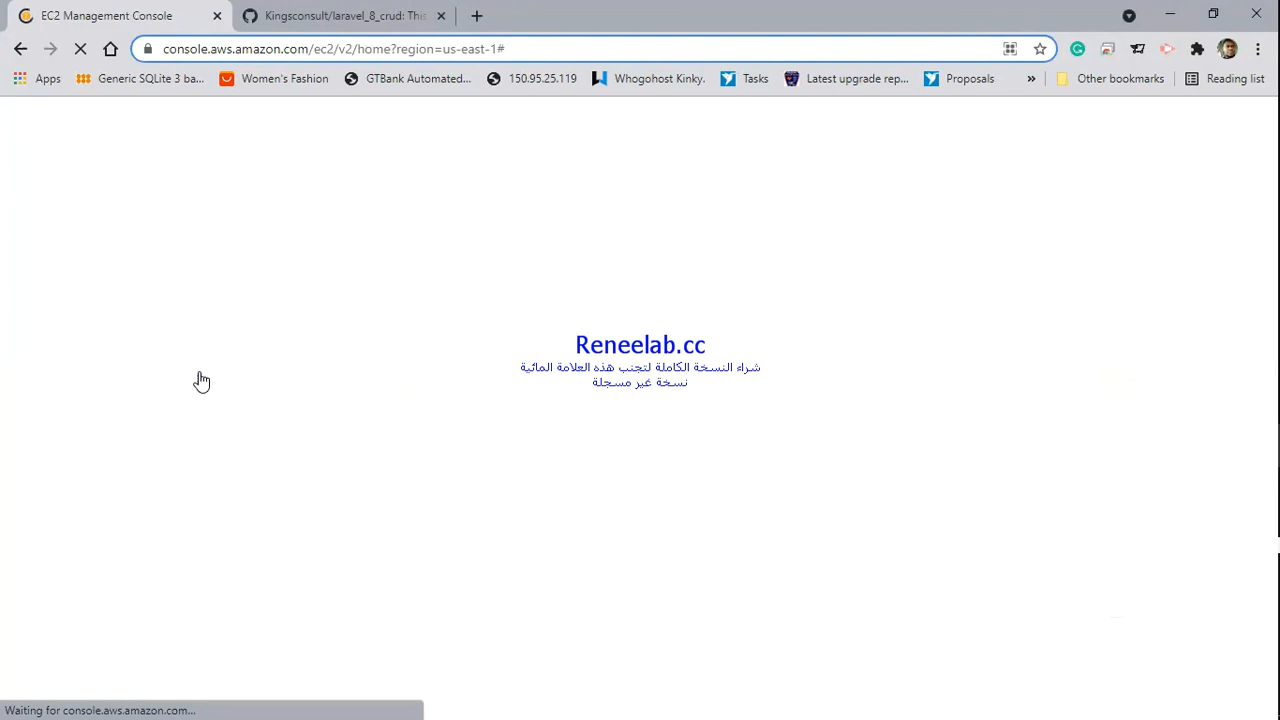 EC2 Management Console
Kingsconsult/laravel_8_crud: This
console.aws.amazon.com/ec2/v2/home?region=us-east-1#
Apps
Generic SQLite 3 ba...
Women's Fashion
GTBank Automated...
150.95.25.119
Whogohost Kinky.
Tasks
Latest upgrade rep...
Proposals
»
Other bookmarks
Reading list
Reneelab.cc
شراء النسخة الكاملة لتجنب هذه العلامة المائية
نسخة غير مسجلة
Waiting for console.aws.amazon.com...